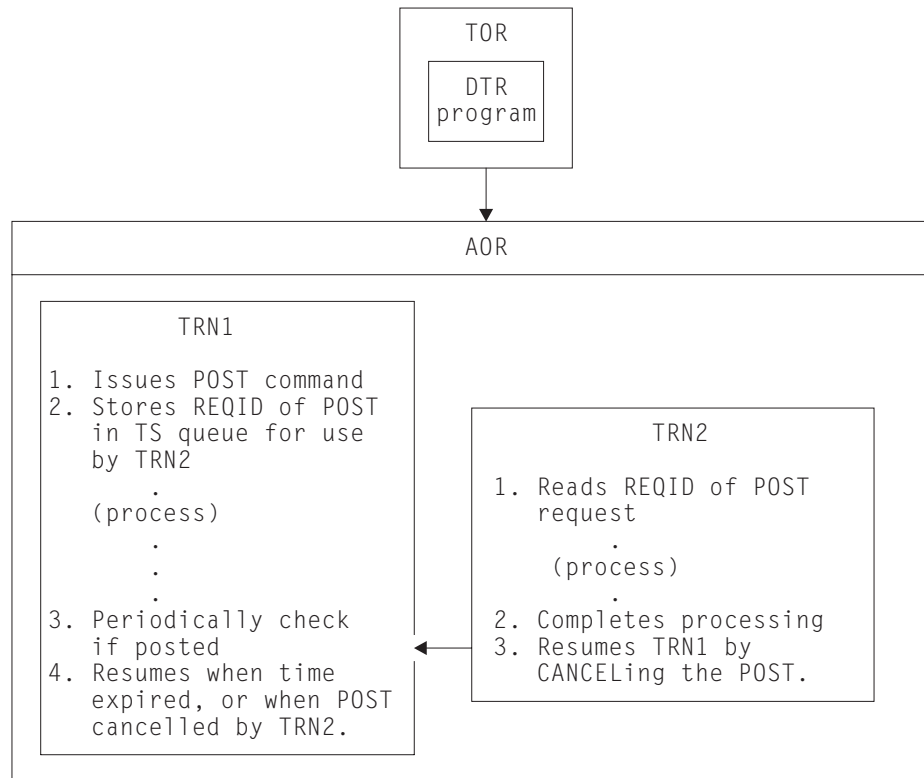 TOR
DTR
program
AOR
TRN1
1. Issues POST command
2. Stores REQID of POST
in TS queue for use
by TRN2
.
(process)
.
.
.
3. Periodically check
if posted
4. Resumes when time
expired, or when POST
cancelled by TRN2.
TRN2
1. Reads REQID of POST
request
.
(process)
.
2. Completes processing
3. Resumes TRN1 by
CANCELing the POST.